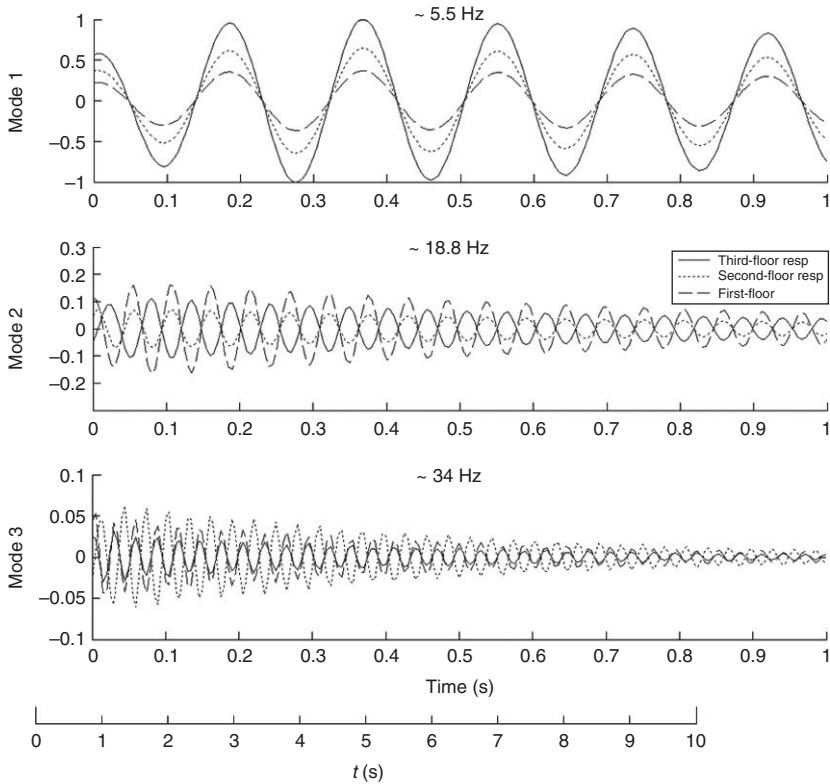 ~ 5.5 Hz
Mode 1
1
0.5
0
−0.5
−1
0 0.1 0.2 0.3 0.4 0.5 0.6 0.7 0.8 0.9 1
~ 18.8 Hz
Mode 2
0.3
0.2
0.1
0
−0.1
−0.2
Third-floor resp
Second-floor resp
First-floor
0 0.1 0.2 0.3 0.4 0.5 0.6 0.7 0.8 0.9 1
~ 34 Hz
Mode 3
0.1
0.05
0
−0.05
−0.1
0 0.1 0.2 0.3 0.4 0.5 0.6 0.7 0.8 0.9 1
Time (s)
0 1 2 3 4 5 6 7 8 9 10
t (s)